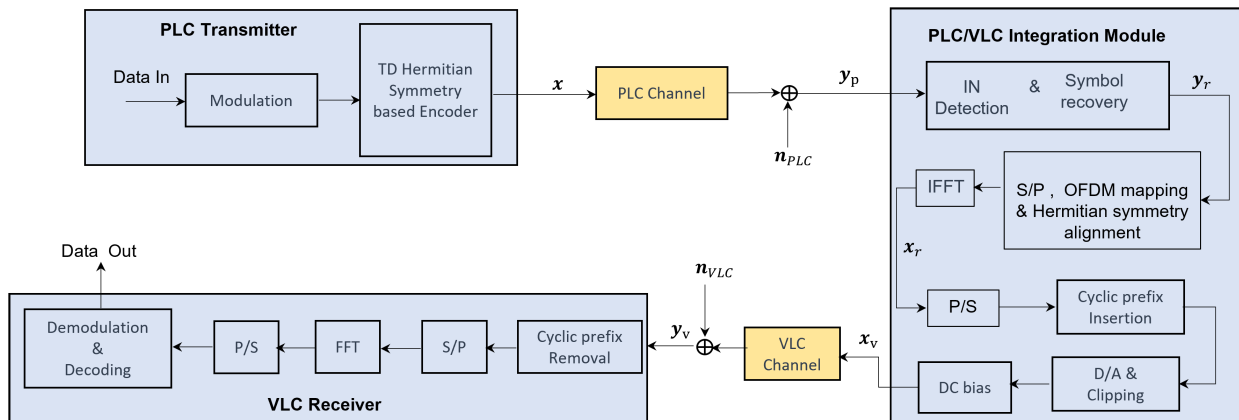 PLC Transmitter
Data In
Modulation
TD Hermitian
Symmetry
based Encoder
x
PLC Channel
n_PLC
y_p
PLC/VLC Integration Module
IN & Symbol
Detection recovery
y_r
S/P , OFDM mapping
& Hermitian symmetry
alignment
IFFT
x_r
P/S
Cyclic prefix
Insertion
D/A &
Clipping
DC bias
x_v
VLC
Channel
n_VLC
y_v
Cyclic prefix
Removal
S/P
FFT
P/S
Demodulation
&
Decoding
Data Out
VLC Receiver